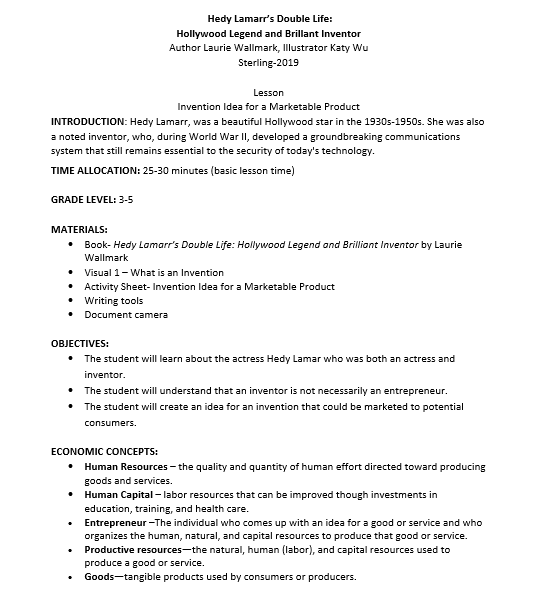 Hedy Lamarr's Double Life:
Hollywood Legend and Brillant Inventor
Author Laurie Wallmark, Illustrator Katy Wu
Sterling-2019
Lesson
Invention Idea for a Marketable Product
INTRODUCTION: Hedy Lamarr, was a beautiful Hollywood star in the 1930s-1950s. She was also
a noted inventor, who, during World War II, developed a groundbreaking communications
system that still remains essential to the security of today's technology.
TIME ALLOCATION: 25-30 minutes (basic lesson time)
GRADE LEVEL: 3-5
MATERIALS:
• Book- Hedy Lamarr's Double Life: Hollywood Legend and Brilliant Inventor by Laurie
Wallmark
• Visual 1 – What is an Invention
• Activity Sheet- Invention Idea for a Marketable Product
• Writing tools
• Document camera
OBJECTIVES:
• The student will learn about the actress Hedy Lamar who was both an actress and
inventor.
• The student will understand that an inventor is not necessarily an entrepreneur.
• The student will create an idea for an invention that could be marketed to potential
consumers.
ECONOMIC CONCEPTS:
• Human Resources – the quality and quantity of human effort directed toward producing
goods and services.
• Human Capital – labor resources that can be improved though investments in
education, training, and health care.
• Entrepreneur –The individual who comes up with an idea for a good or service and who
organizes the human, natural, and capital resources to produce that good or service.
• Productive resources—the natural, human (labor), and capital resources used to
produce a good or service.
• Goods—tangible products used by consumers or producers.